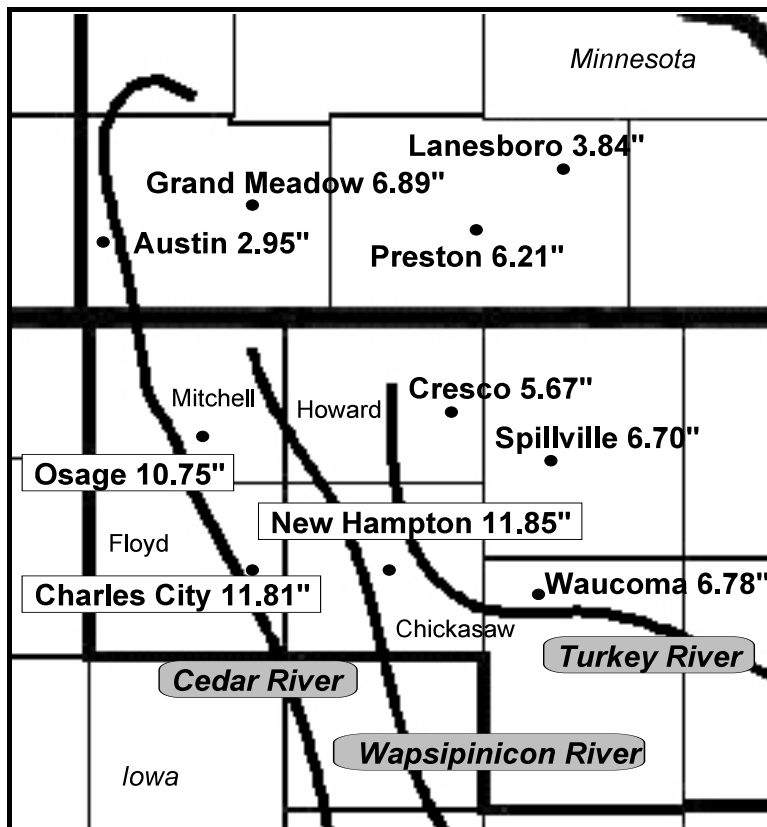 Minnesota
Lanesboro 3.84"
Grand Meadow 6.89"
Austin 2.95"
Preston 6.21"
Cresco 5.67"
Mitchell
Howard
Spillville 6.70"
Osage 10.75"
New Hampton 11.85"
Floyd
Waucoma 6.78"
Charles City 11.81"
Chickasaw
Turkey River
Cedar River
Wapsipinicon River
Iowa